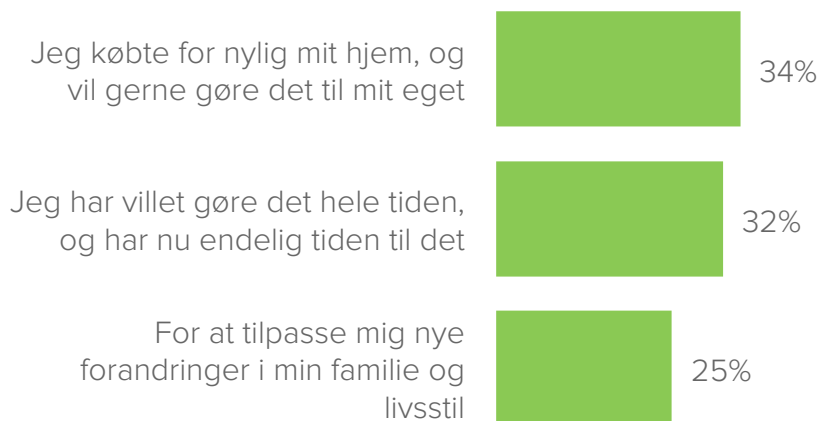 Jeg købte for nylig mit hjem, og
vil gerne gøre det til mit eget
34%
Jeg har villet gøre det hele tiden,
og har nu endelig tiden til det
32%
For at tilpasse mig nye
forandringer i min familie og
livsstil
25%